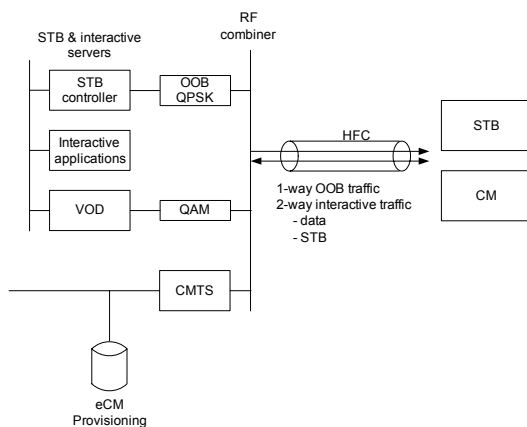 RF
combiner
STB & interactive
servers
STB
controller
OOB
QPSK
Interactive
applications
VOD
QAM
HFC
STB
CM
1-way OOB traffic
2-way interactive traffic
- data
- STB
CMTS
eCM
Provisioning